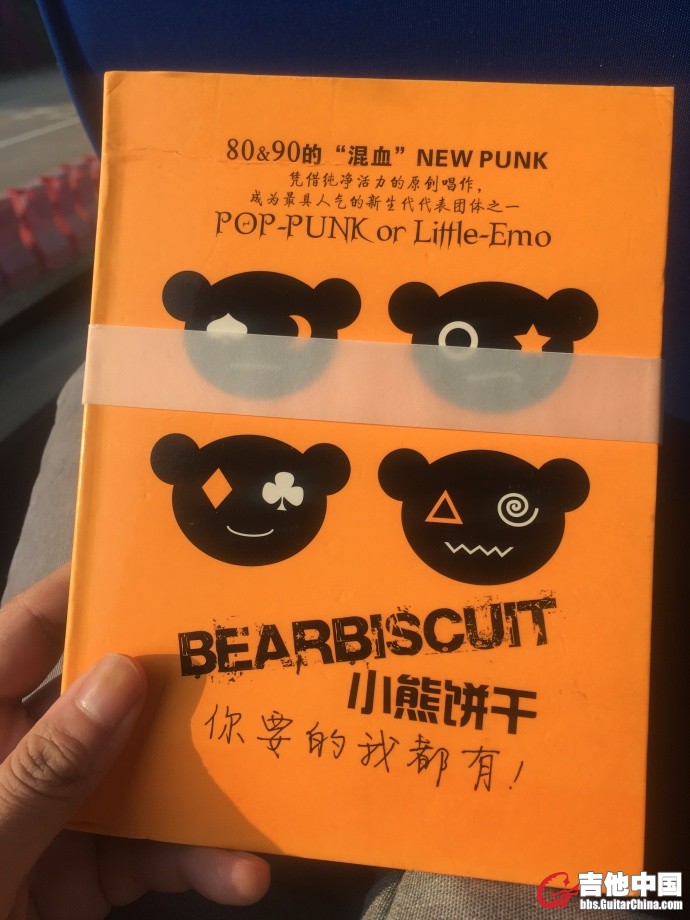 80&90的“混血”NEW PUNK
凭借纯净活力的原创唱作，
成为最具人气的新生代代表团体之一
POP-PUNK or Little-Emo
BEARBISCUIT
小熊饼干
你要的我都有！
吉他中国
bbs.GuitarChina.com